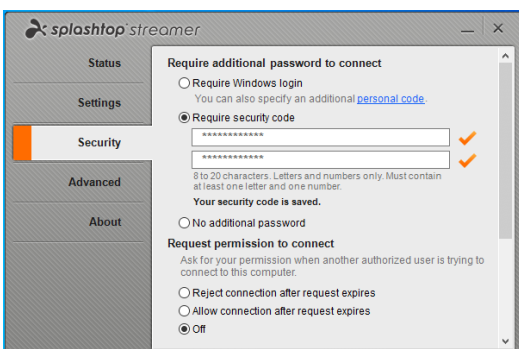 splashtop streamer
Status
Settings
Security
Advanced
About
Require additional password to connect
Require Windows login
You can also specify an additional personal code.
Require security code
************
************
8 to 20 characters. Letters and numbers only. Must contain
at least one letter and one number.
Your security code is saved.
No additional password
Request permission to connect
Ask for your permission when another authorized user is trying to
connect to this computer.
Reject connection after request expires
Allow connection after request expires
Off